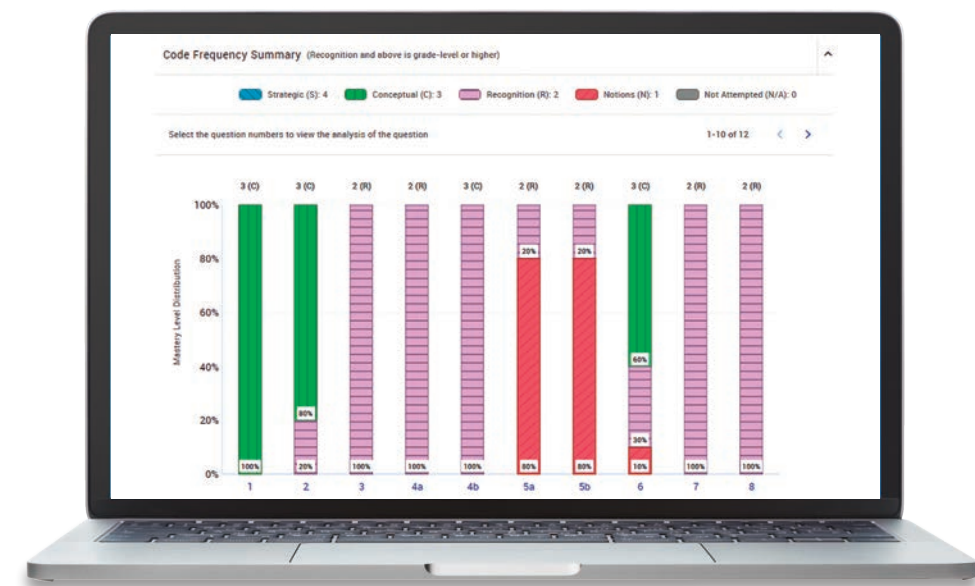 Code Frequency Summary (Recognition and above is grade-level or higher)
Strategic (S): 4 Conceptual (C): 3 Recognition (R): 2 Notions (N): 1 Not Attempted (N/A): 0
Select the question numbers to view the analysis of the question 1-10 of 12
3 (C) 3 (C) 2 (R) 2 (R) 3 (C) 2 (R) 2 (R) 3 (C) 2 (R) 2 (R)
Mastery Level Distribution
100%
20% 20%
80%
60%
60%
40%
80%
20%
30%
100% 20% 100% 100% 100% 80% 80% 10% 100% 100%
0%
1 2 3 4a 4b 5a 5b 6 7 8